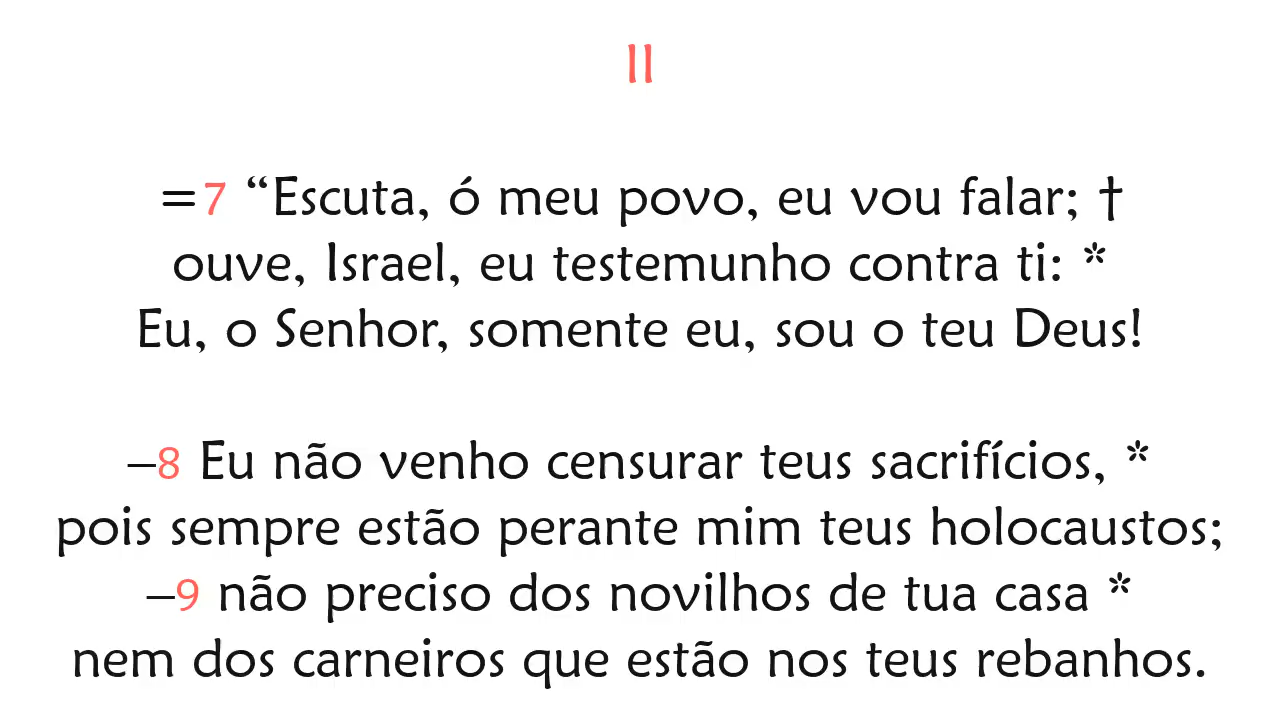 II
=7 “Escuta, ó meu povo, eu vou falar; †
ouve, Israel, eu testemunho contra ti: *
Eu, o Senhor, somente eu, sou o teu Deus!
–8 Eu não venho censurar teus sacrifícios, *
pois sempre estão perante mim teus holocaustos;
–9 não preciso dos novilhos de tua casa *
nem dos carneiros que estão nos teus rebanhos.